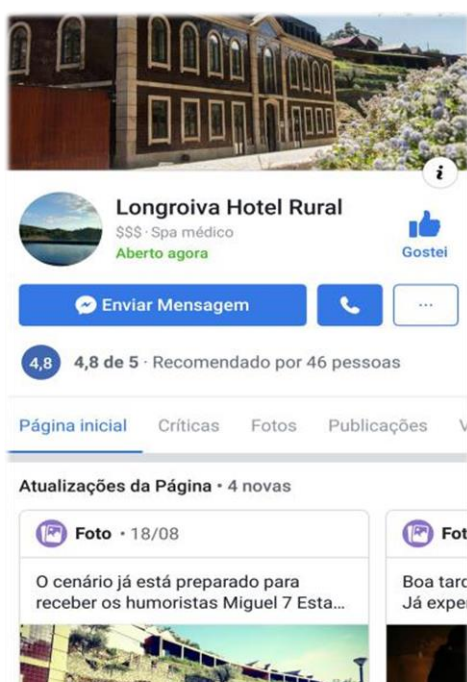 i
Longroiva Hotel Rural
$$$ · Spa médico
Aberto agora
Gostei
Enviar Mensagem
...
4,8
4,8 de 5 · Recomendado por 46 pessoas
Página inicial Críticas Fotos Publicações V
Atualizações da Página • 4 novas
Foto · 18/08
O cenário já está preparado para
receber os humoristas Miguel 7 Esta...
Fot
Boa tard
Já exper